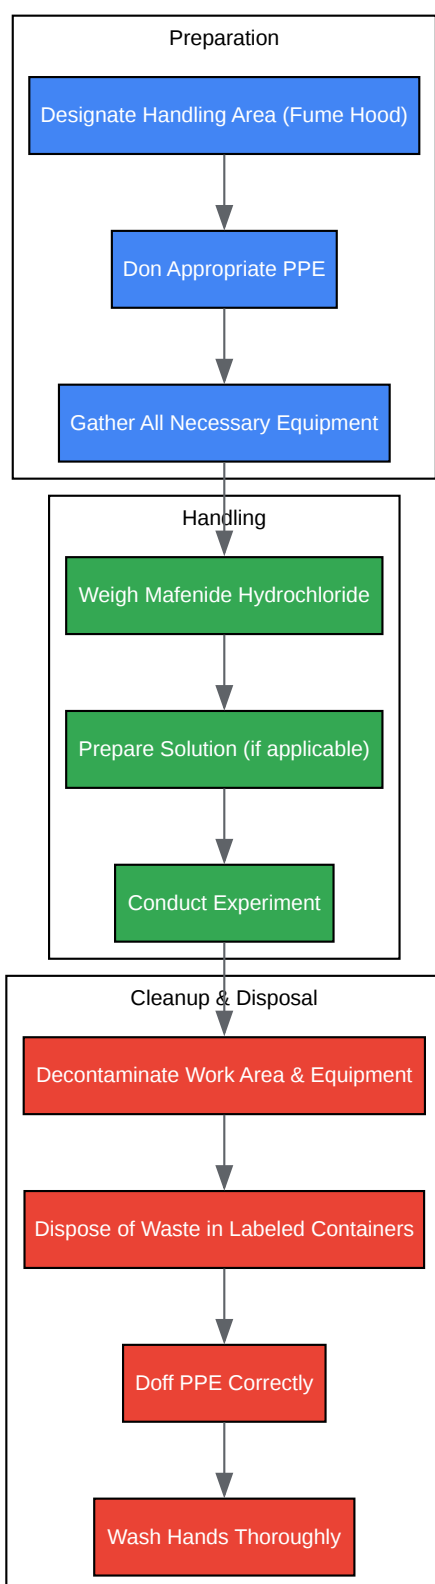 Preparation
Designate Handling Area (Fume Hood)
Don Appropriate PPE
Gather All Necessary Equipment
Handling
Weigh Mafenide Hydrochloride
Prepare Solution (if applicable)
Conduct Experiment
Cleanup & Disposal
Decontaminate Work Area & Equipment
Dispose of Waste in Labeled Containers
Doff PPE Correctly
Wash Hands Thoroughly